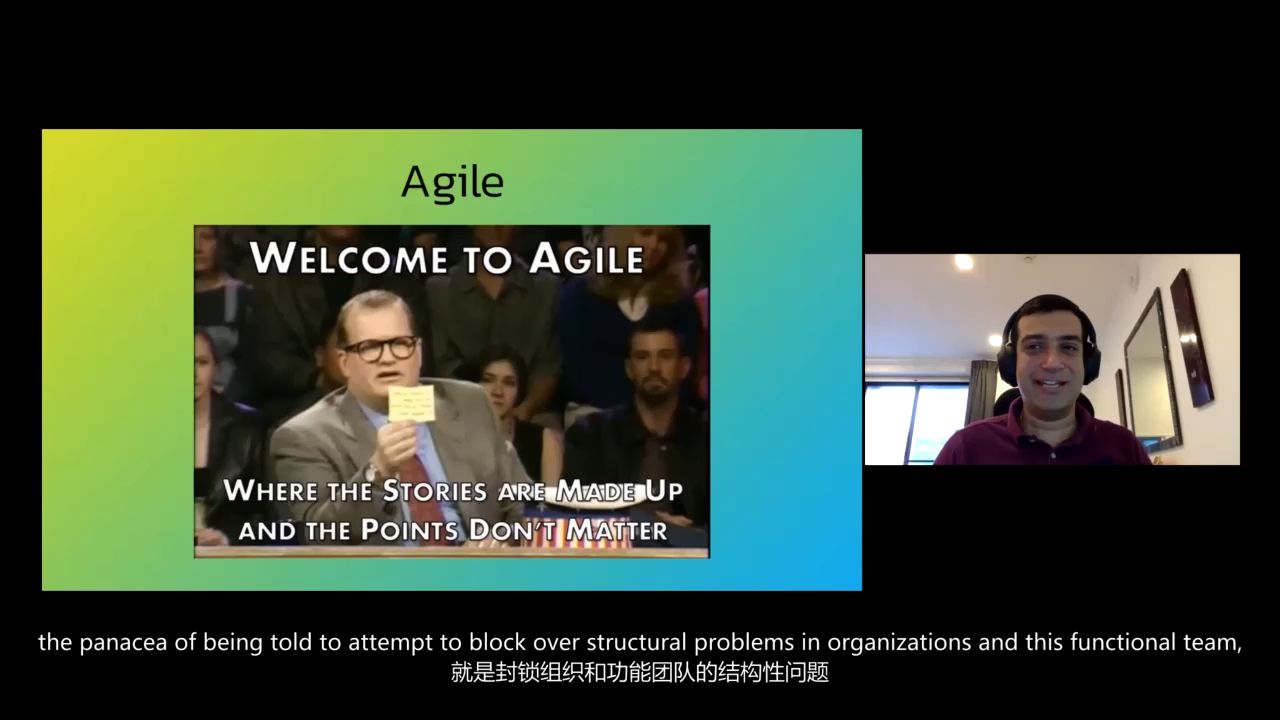 Agile
WELCOME TO AGILE
WHERE THE STORIES ARE MADE UP
AND THE POINTS DON'T MATTER
the panacea of being told to attempt to block over structural problems in organizations and this functional team,
就是封锁组织和功能团队的结构性问题